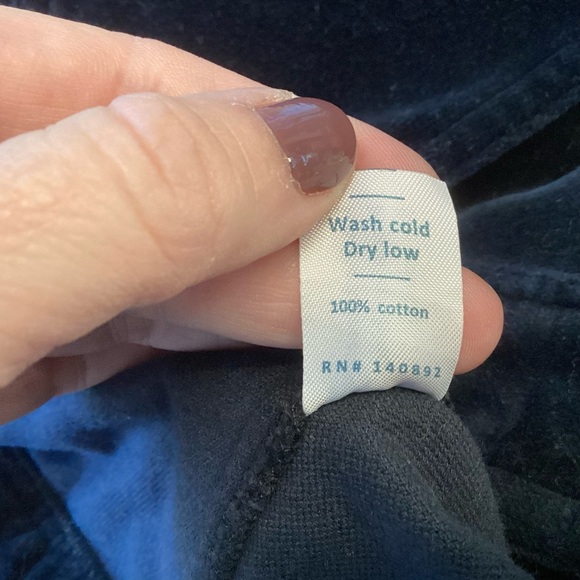 Wash cold
Dry low
100% cotton
RN# 140892